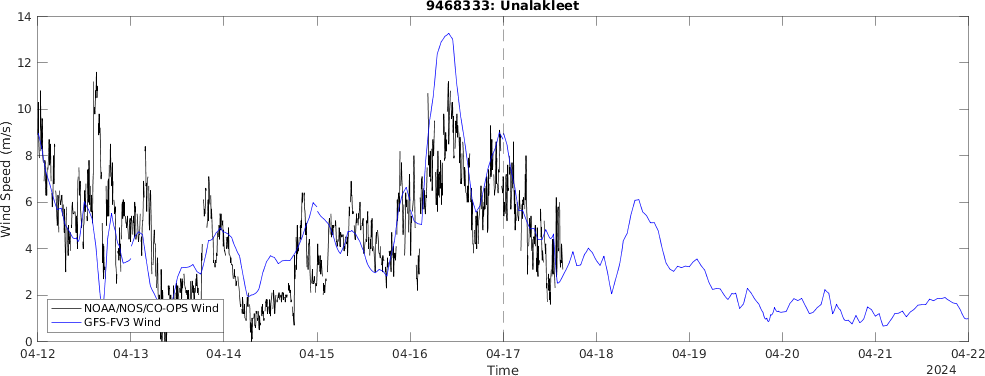 9468333: Unalakleet
Wind Speed (m/s)
14
12
10
8
6
4
2
0
NOAA/NOS/CO-OPS Wind
GFS-FV3 Wind
04-12 04-13 04-14 04-15 04-16 04-17 04-18 04-19 04-20 04-21 04-22
Time
2024